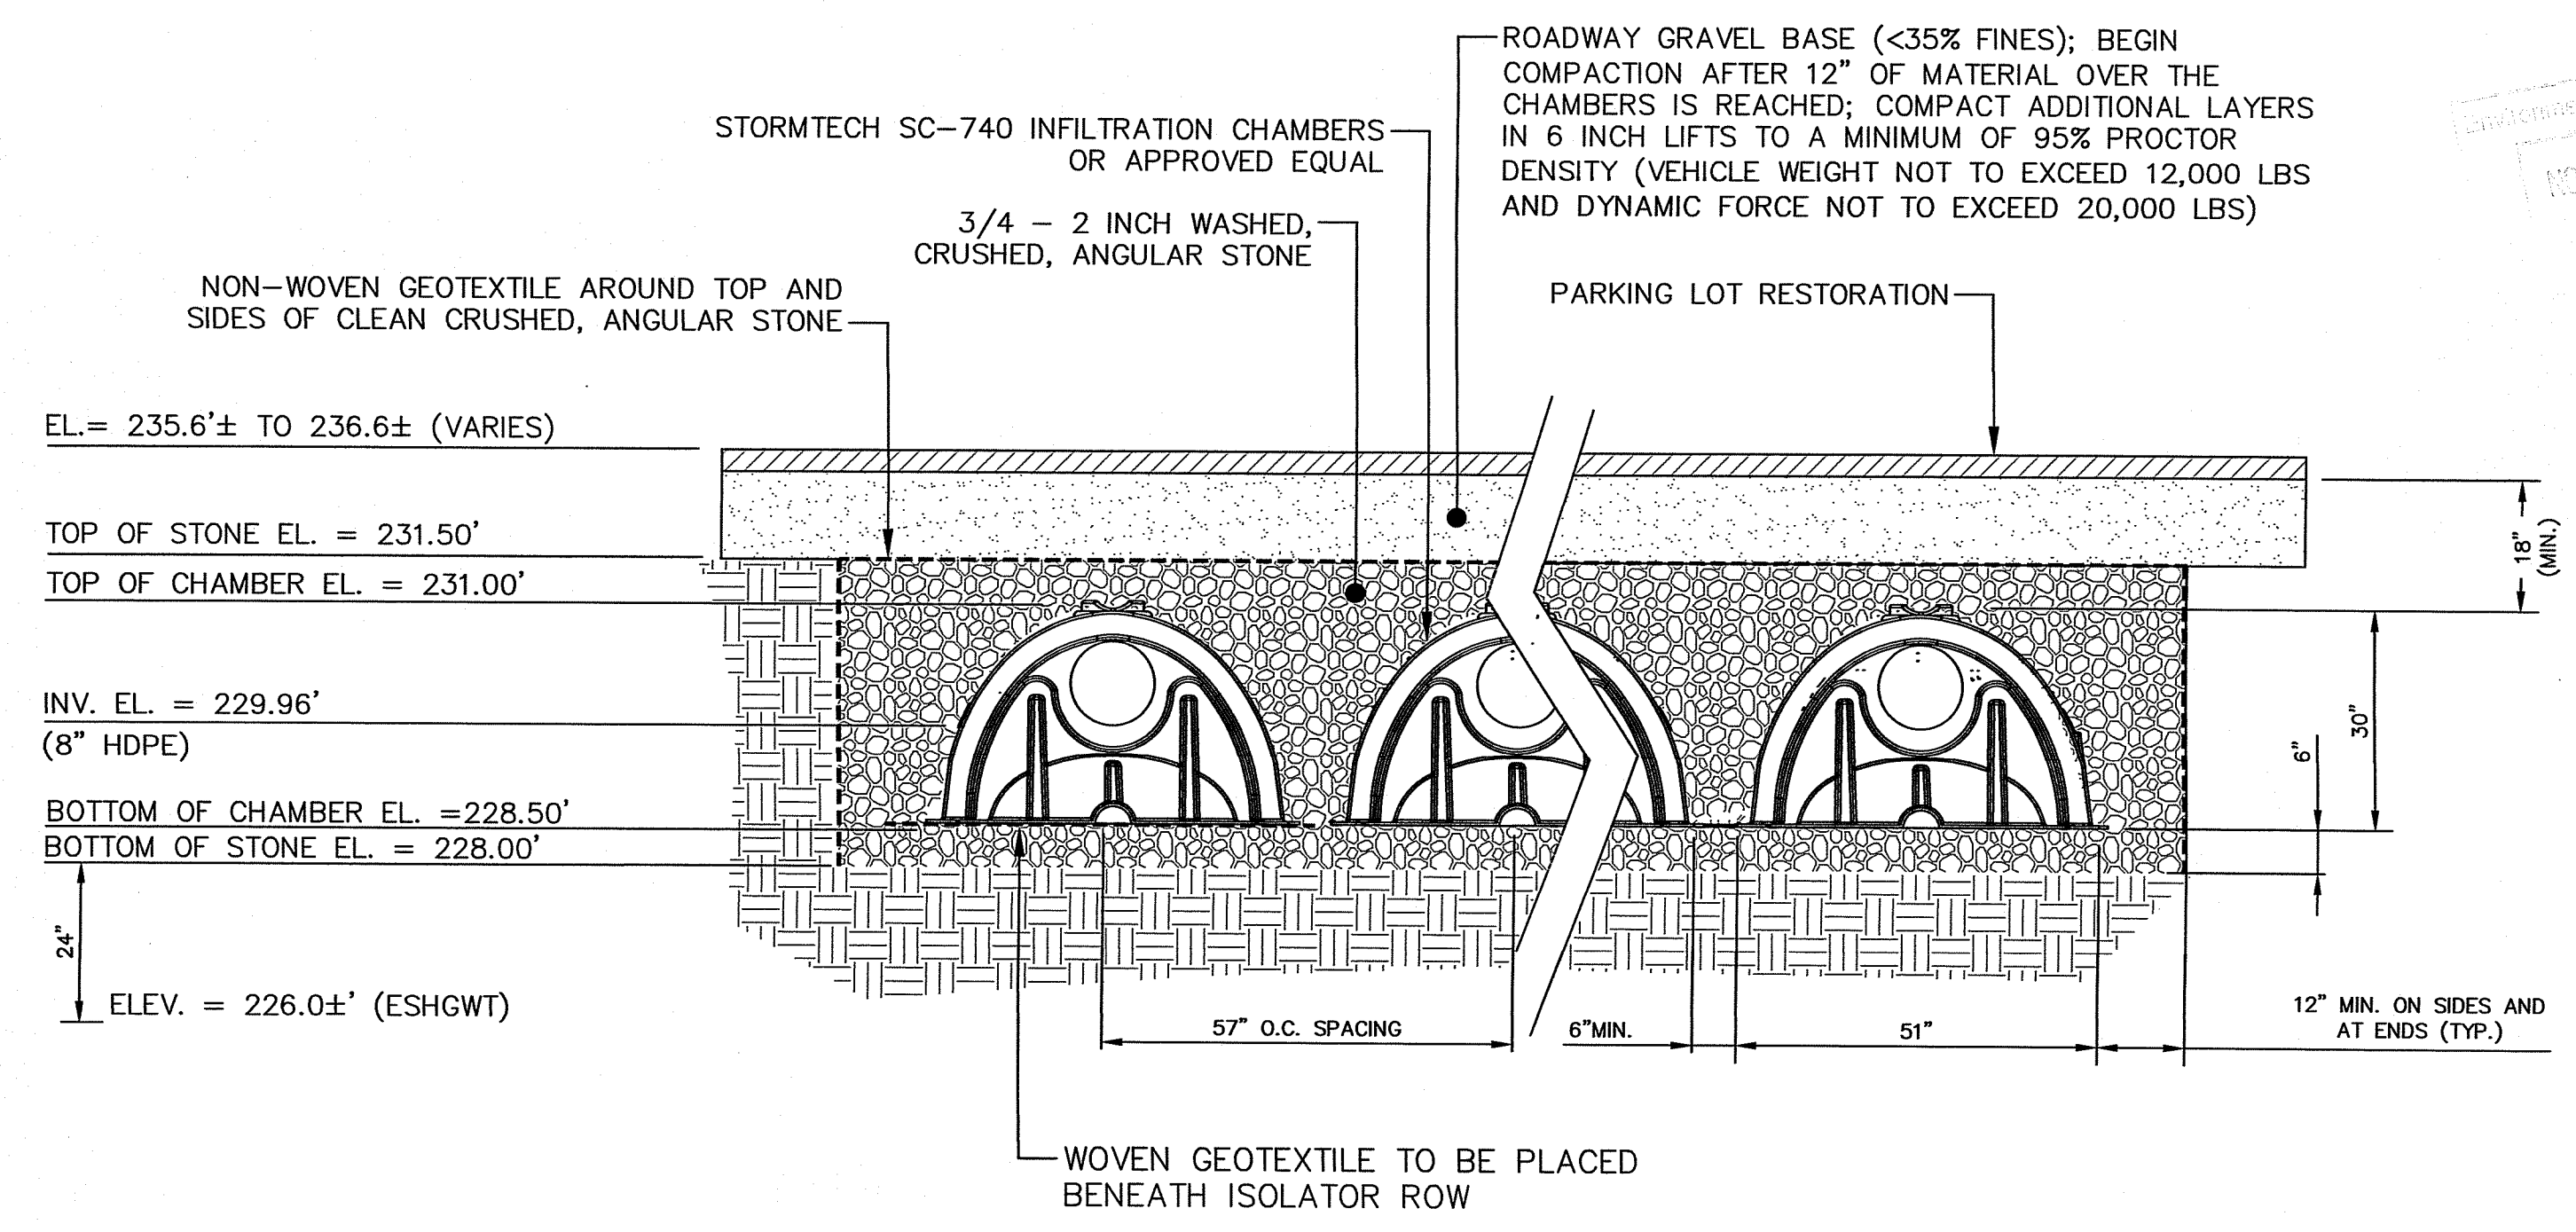 ROADWAY GRAVEL BASE (<35% FINES); BEGIN
COMPACTION AFTER 12" OF MATERIAL OVER THE
CHAMBERS IS REACHED; COMPACT ADDITIONAL LAYERS
IN 6 INCH LIFTS TO A MINIMUM OF 95% PROCTOR
DENSITY (VEHICLE WEIGHT NOT TO EXCEED 12,000 LBS
AND DYNAMIC FORCE NOT TO EXCEED 20,000 LBS)
STORMTECH SC-740 INFILTRATION CHAMBERS
OR APPROVED EQUAL
3/4 - 2 INCH WASHED,
CRUSHED, ANGULAR STONE
NON-WOVEN GEOTEXTILE AROUND TOP AND
SIDES OF CLEAN CRUSHED, ANGULAR STONE
PARKING LOT RESTORATION
EL.= 235.6'± TO 236.6± (VARIES)
TOP OF STONE EL. = 231.50'
TOP OF CHAMBER EL. = 231.00'
INV. EL. = 229.96'
(8" HDPE)
BOTTOM OF CHAMBER EL. =228.50'
BOTTOM OF STONE EL. = 228.00'
24"
ELEV. = 226.0±' (ESHGWT)
18"
(MIN.)
30"
6"
57" O.C. SPACING
6"MIN.
51"
12" MIN. ON SIDES AND
AT ENDS (TYP.)
WOVEN GEOTEXTILE TO BE PLACED
BENEATH ISOLATOR ROW